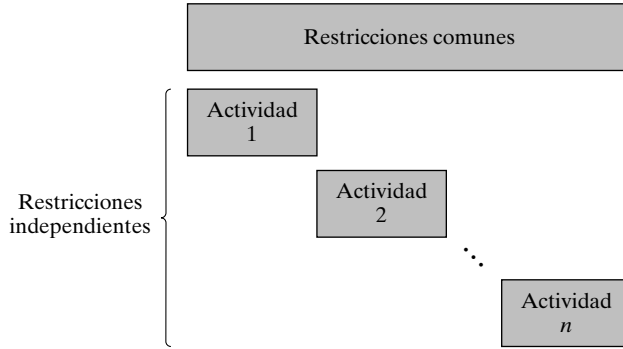 Restricciones comunes
Actividad
1
Actividad
2
Restricciones
independientes
Actividad
n